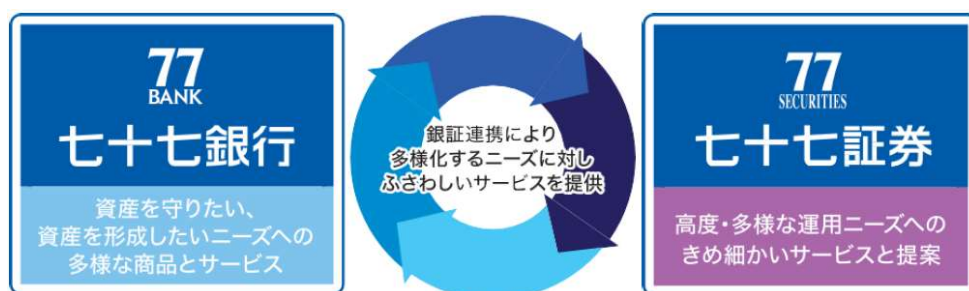 77
BANK
七十七銀行
資産を守りたい、
資産を形成したいニーズへの
多様な商品とサービス
銀証連携により
多様化するニーズに対し
ふさわしいサービスを提供
77
SECURITIES
七十七証券
高度・多様な運用ニーズへの
きめ細かいサービスと提案